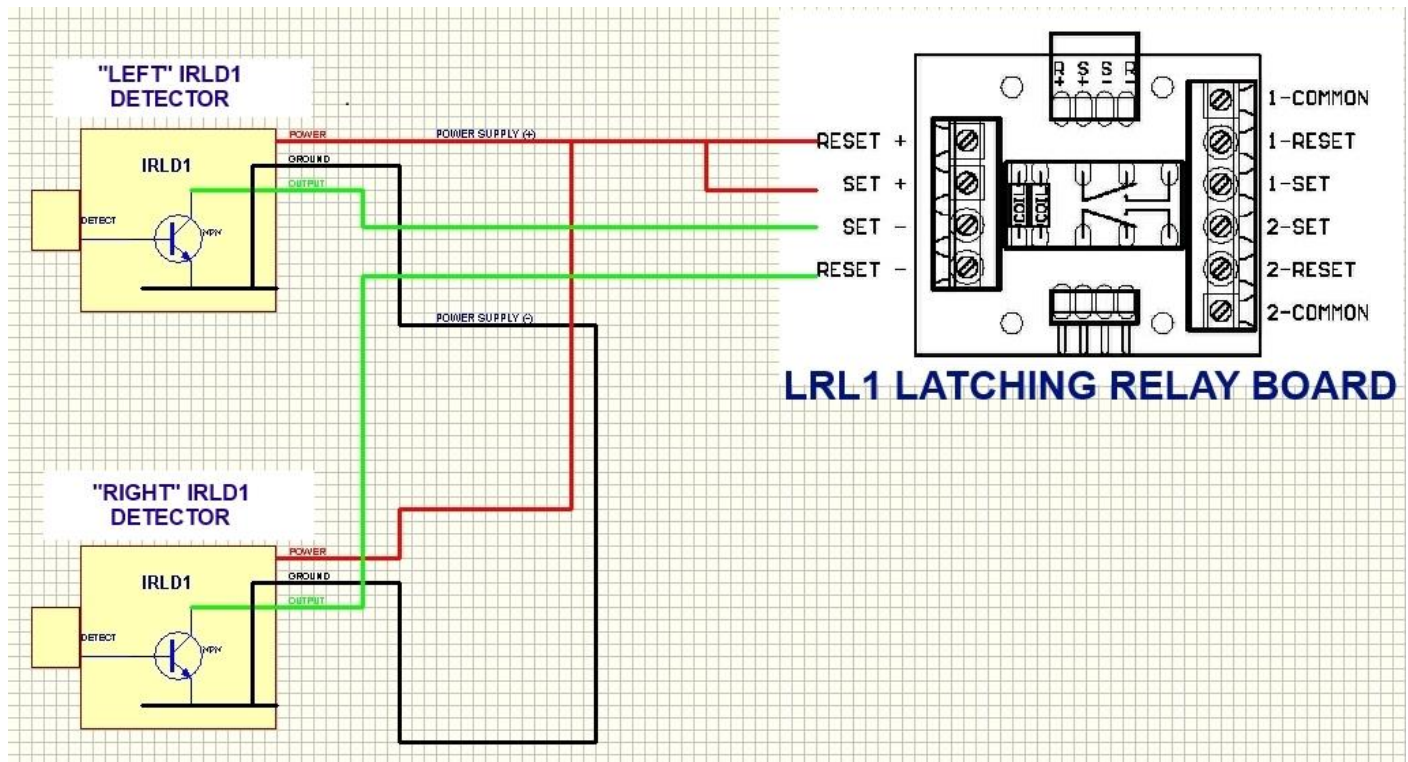 "LEFT" IRLD1
DETECTOR
POWER
POWER SUPPLY (+)
GROUND
IRLD1
OUTPUT
DETECT
NPN
POWER SUPPLY (-)
"RIGHT" IRLD1
DETECTOR
POWER
GROUND
IRLD1
OUTPUT
DETECT
NPN
R S S R
+ + - -
RESET +
SET +
SET -
RESET -
COIL
COIL
1-COMMON
1-RESET
1-SET
2-SET
2-RESET
2-COMMON
LRL1 LATCHING RELAY BOARD